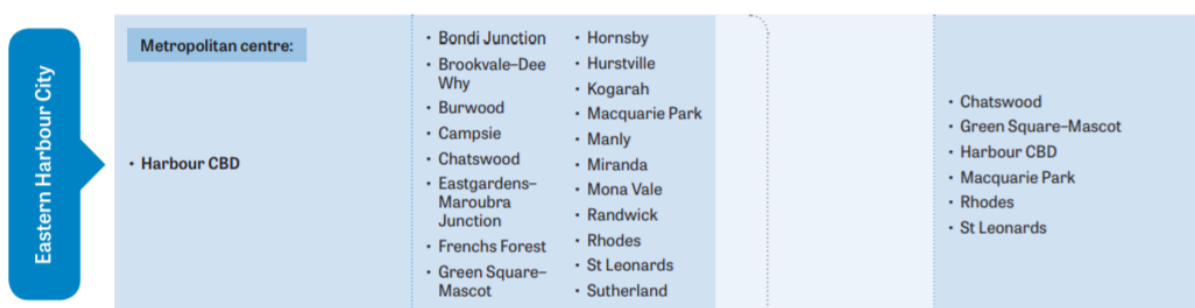 Eastern Harbour City
Metropolitan centre:
• Harbour CBD
• Bondi Junction
• Brookvale–Dee
Why
• Burwood
• Campsie
• Chatswood
• Eastgardens–
Maroubra
Junction
• Frenchs Forest
• Green Square–
Mascot
• Hornsby
• Hurstville
• Kogarah
• Macquarie Park
• Manly
• Miranda
• Mona Vale
• Randwick
• Rhodes
• St Leonards
• Sutherland
• Chatswood
• Green Square–Mascot
• Harbour CBD
• Macquarie Park
• Rhodes
• St Leonards